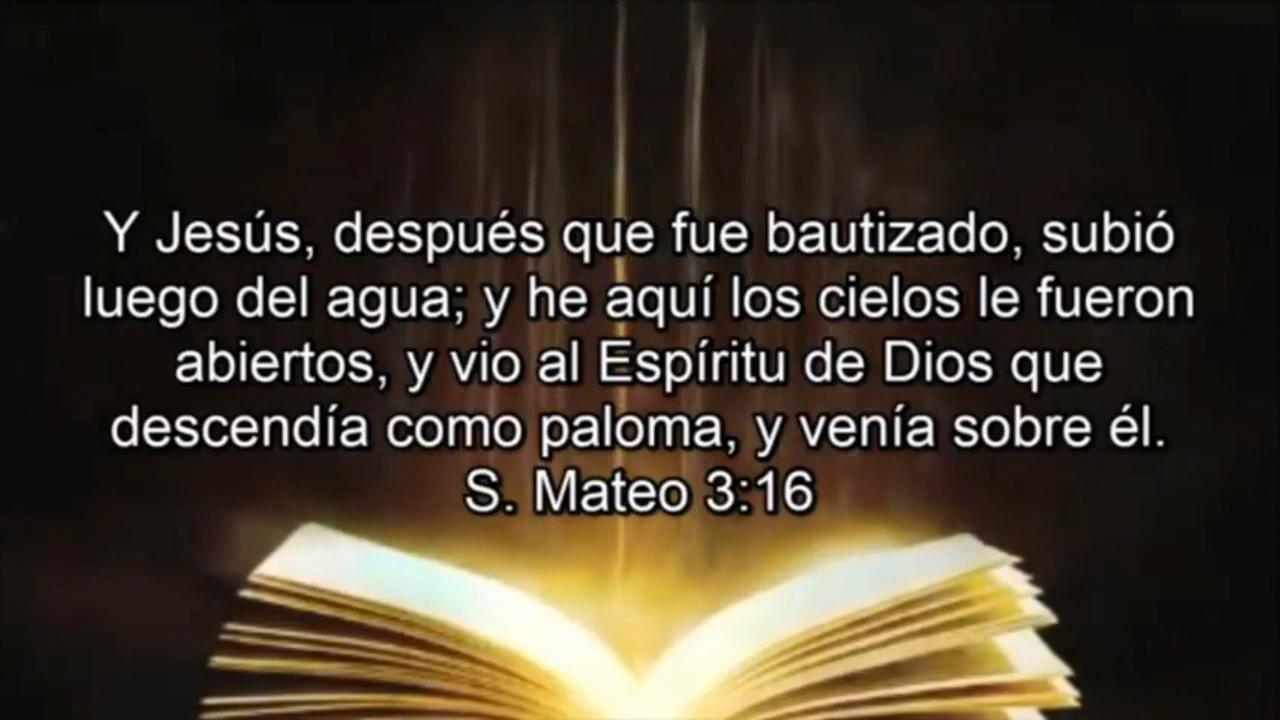 Y Jesús, después que fue bautizado, subió
luego del agua; y he aquí los cielos le fueron
abiertos, y vio al Espíritu de Dios que
descendía como paloma, y venía sobre él.
S. Mateo 3:16